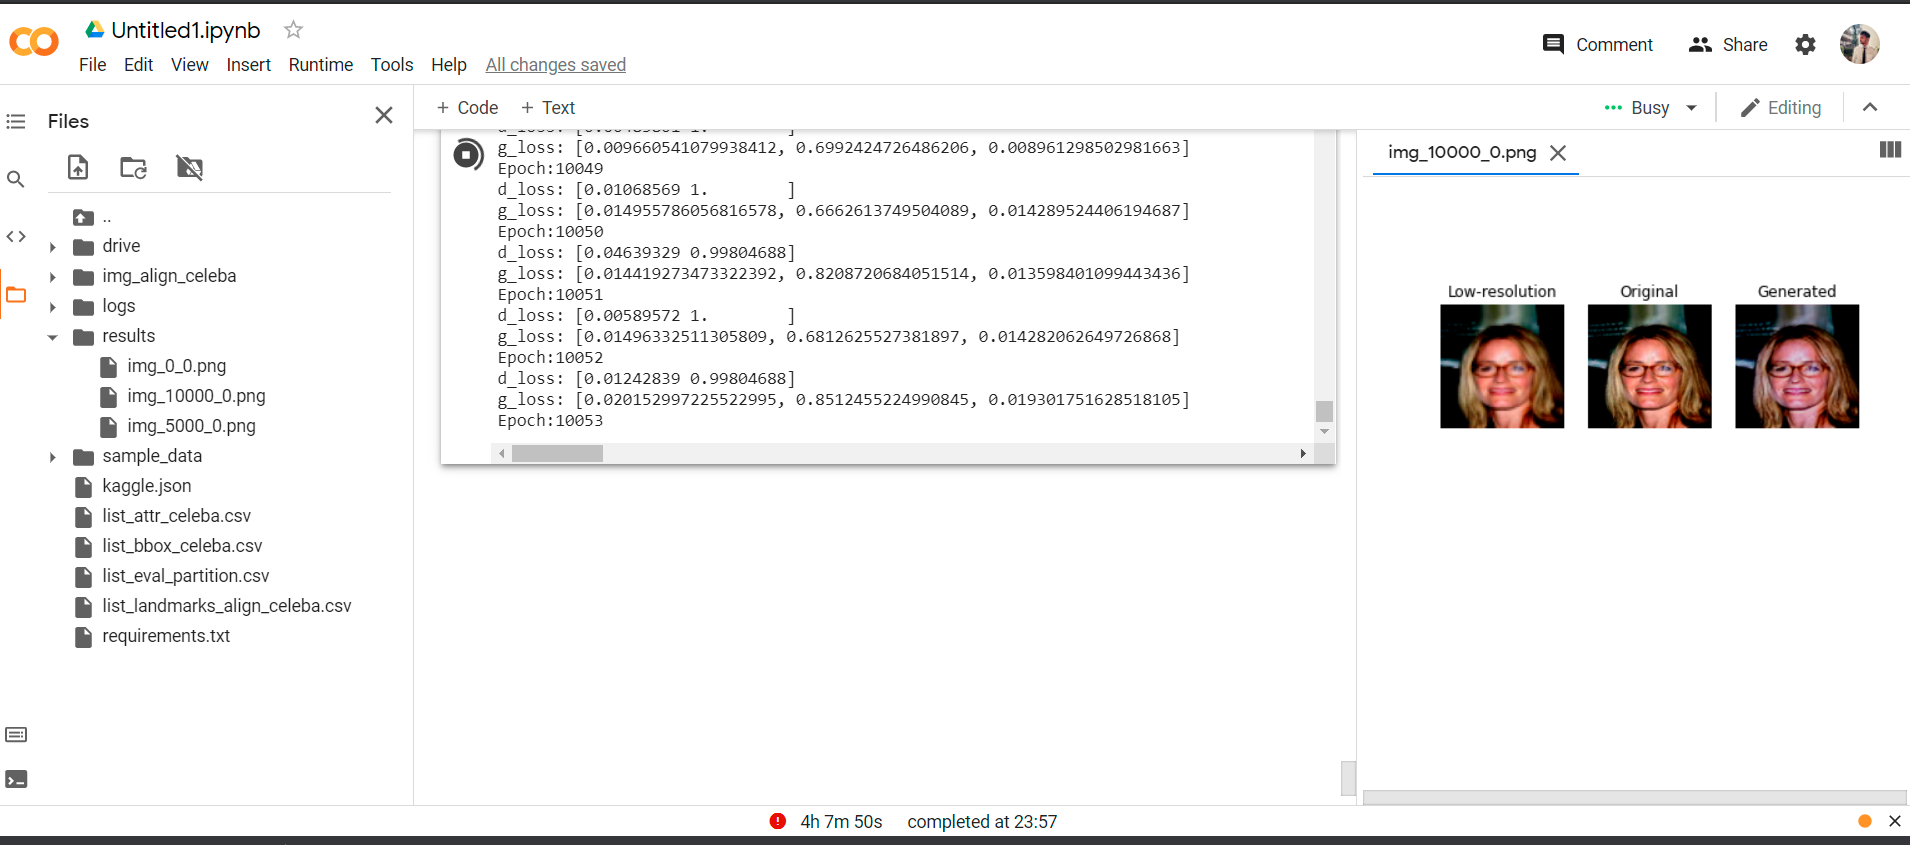 Untitled1.ipynb
File Edit View Insert Runtime Tools Help All changes saved
Comment Share
Files
+ Code + Text
Busy
Editing
..
drive
img_align_celeba
logs
results
img_0_0.png
img_10000_0.png
img_5000_0.png
sample_data
kaggle.json
list_attr_celeba.csv
list_bbox_celeba.csv
list_eval_partition.csv
list_landmarks_align_celeba.csv
requirements.txt
g_loss: [0.009660541079938412, 0.6992424726486206, 0.008961298502981663]
Epoch:10049
d_loss: [0.01068569 1. ]
g_loss: [0.014955786056816578, 0.6662613749504089, 0.014289524406194687]
Epoch:10050
d_loss: [0.04639329 0.99804688]
g_loss: [0.014419273473322392, 0.8208720684051514, 0.013598401099443436]
Epoch:10051
d_loss: [0.00589572 1. ]
g_loss: [0.01496332511305809, 0.6812625527381897, 0.014282062649726868]
Epoch:10052
d_loss: [0.01242839 0.99804688]
g_loss: [0.020152997225522995, 0.8512455224990845, 0.019301751628518105]
Epoch:10053
img_10000_0.png
Low-resolution Original Generated
4h 7m 50s completed at 23:57